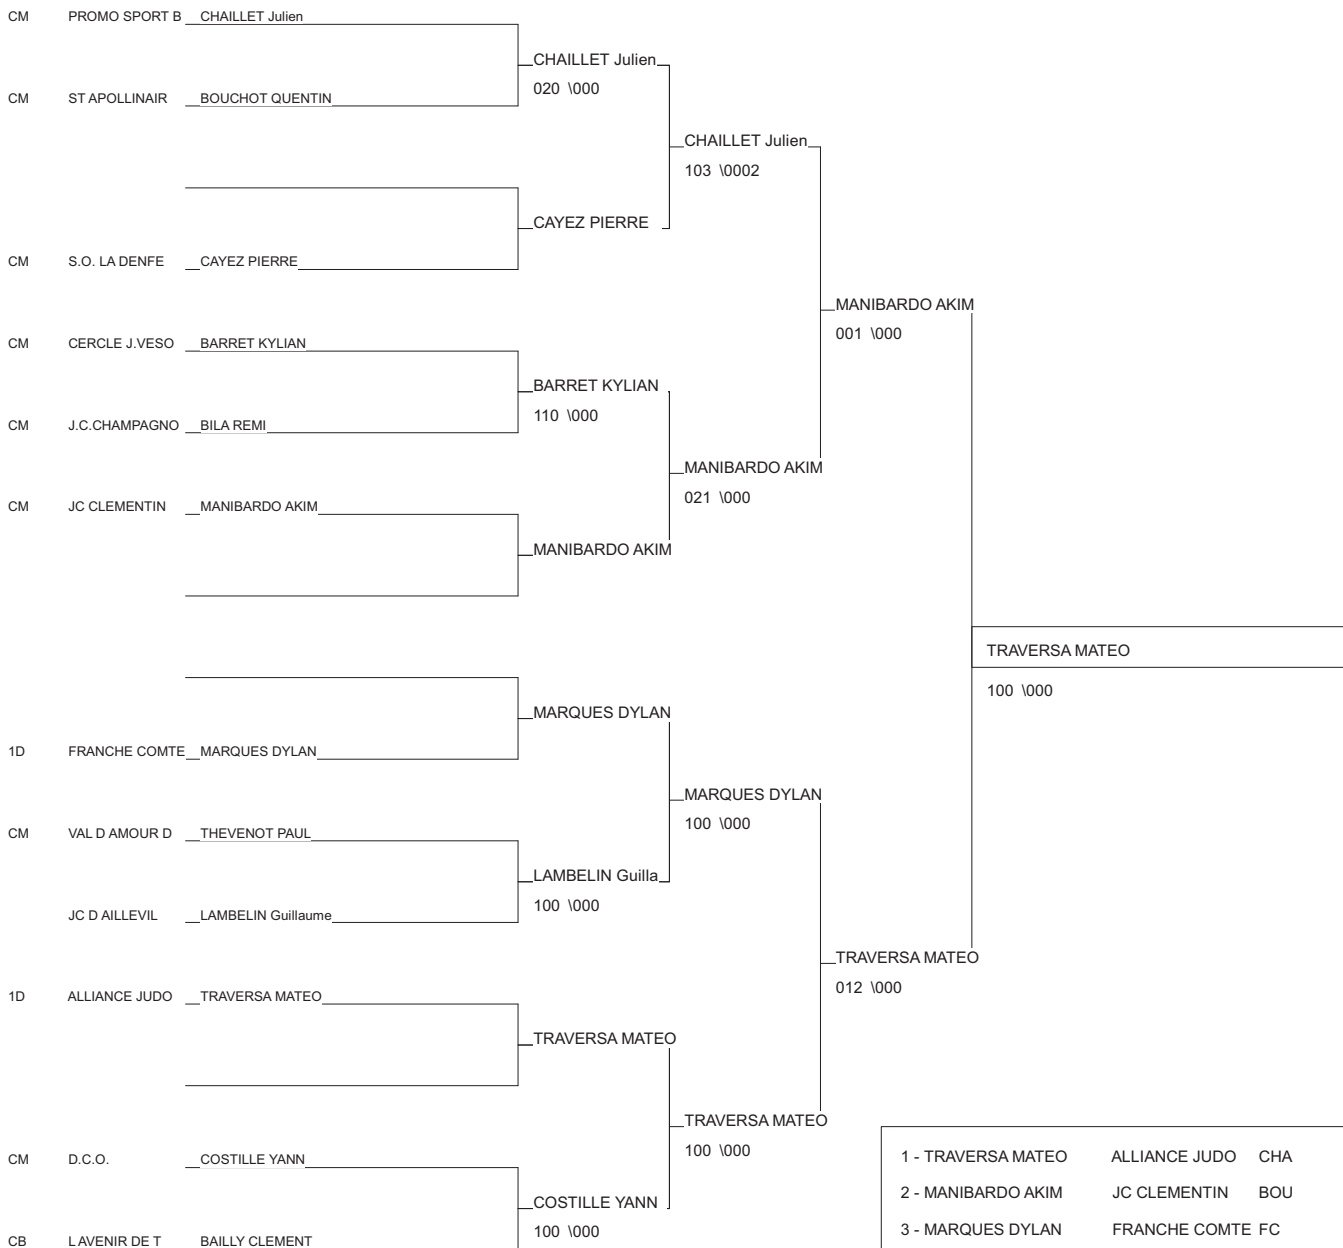 CM PROMO SPORT B CHAILLET Julien
CHAILLET Julien
020 \000
CM ST APOLLINAIR BOUCHOT QUENTIN
CHAILLET Julien
103 \0002
CAYEZ PIERRE
CM S.O. LA DENFE CAYEZ PIERRE
MANIBARDO AKIM
001 \000
CM CERCLE J.VESO BARRET KYLIAN
BARRET KYLIAN
110 \000
CM J.C.CHAMPAGNO BILA REMI
MANIBARDO AKIM
021 \000
CM JC CLEMENTIN MANIBARDO AKIM
MANIBARDO AKIM
TRAVERSA MATEO
100 \000
MARQUES DYLAN
1D FRANCHE COMTE MARQUES DYLAN
MARQUES DYLAN
100 \000
CM VAL D AMOUR D THEVENOT PAUL
LAMBELIN Guilla
100 \000
JC D AILLEVIL LAMBELIN Guillaume
TRAVERSA MATEO
012 \000
1D ALLIANCE JUDO TRAVERSA MATEO
TRAVERSA MATEO
TRAVERSA MATEO
100 \000
CM D.C.O. COSTILLE YANN
COSTILLE YANN
100 \000
CB L AVENIR DE T BAILLY CLEMENT
1 - TRAVERSA MATEO ALLIANCE JUDO CHA
2 - MANIBARDO AKIM JC CLEMENTIN BOU
3 - MARQUES DYLAN FRANCHE COMTE FC